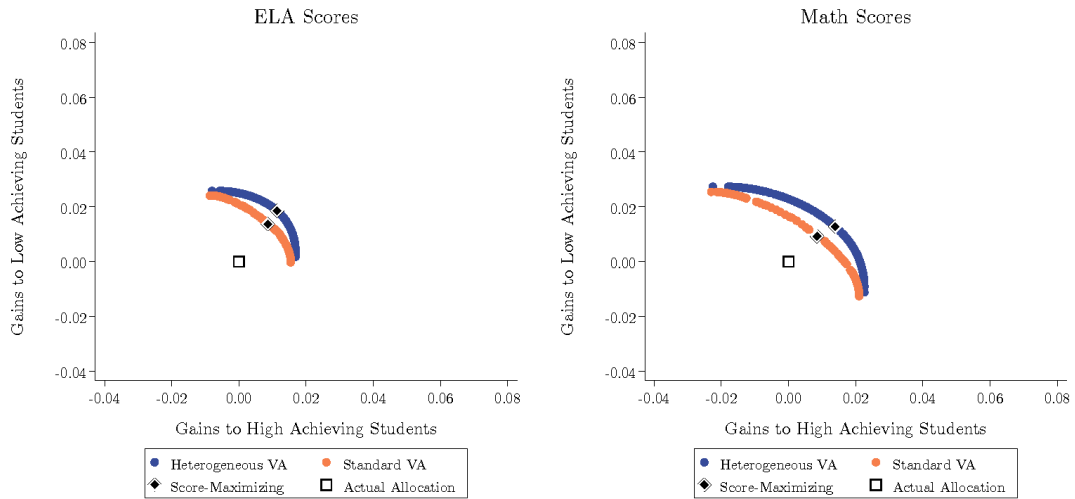 ELA Scores
Gains to Low Achieving Students
0.08
0.06
0.04
0.02
0.00
-0.02
-0.04
-0.04
-0.02
0.00
0.02
0.04
0.06
0.08
Gains to High Achieving Students
Heterogeneous VA
Standard VA
Score-Maximizing
Actual Allocation
Math Scores
Gains to Low Achieving Students
0.08
0.06
0.04
0.02
0.00
-0.02
-0.04
-0.04
-0.02
0.00
0.02
0.04
0.06
0.08
Gains to High Achieving Students
Heterogeneous VA
Standard VA
Score-Maximizing
Actual Allocation